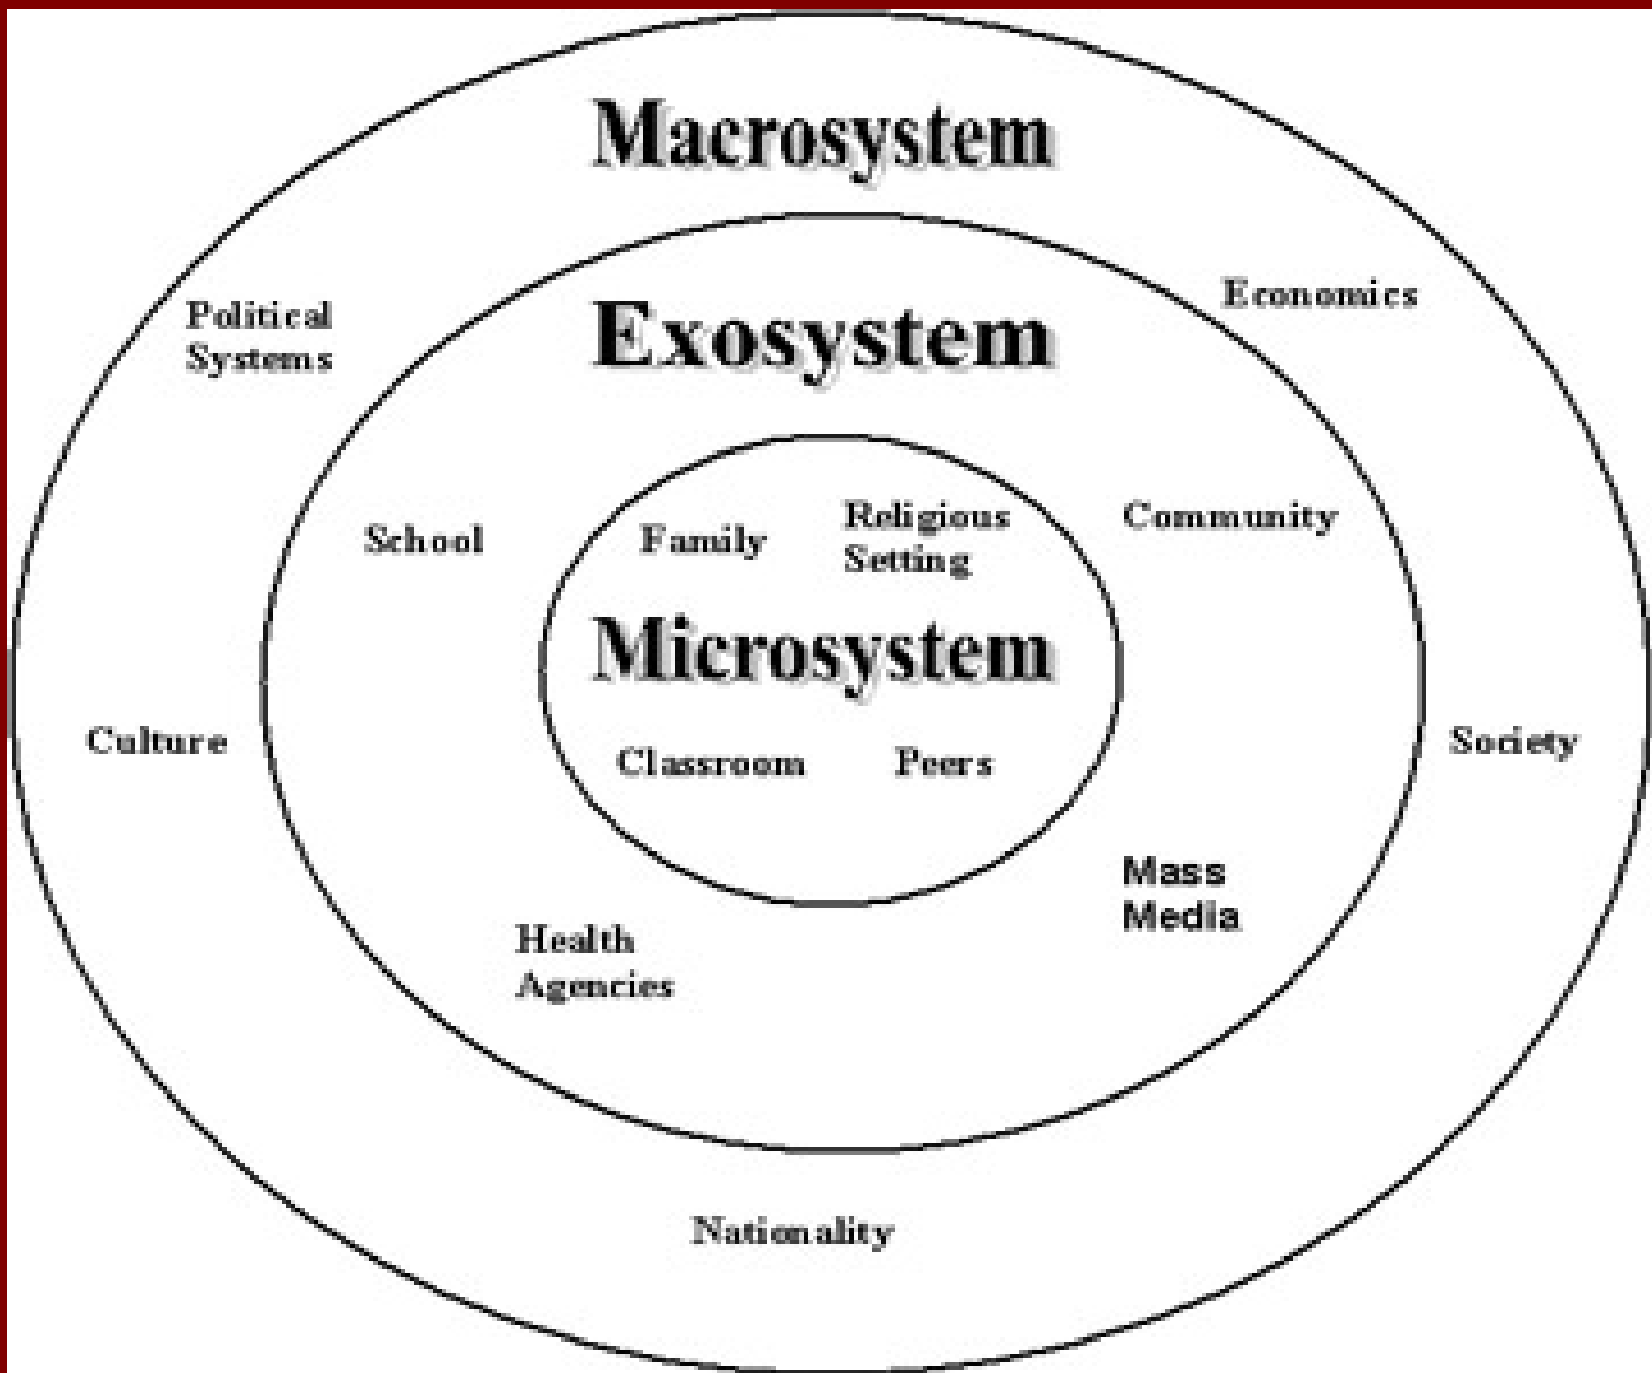 Macrosystem
Political
Systems
Economics
Exosystem
School
Family
Religious
Setting
Community
Microsystem
Culture
Classroom
Peers
Society
Mass
Media
Health
Agencies
Nationality